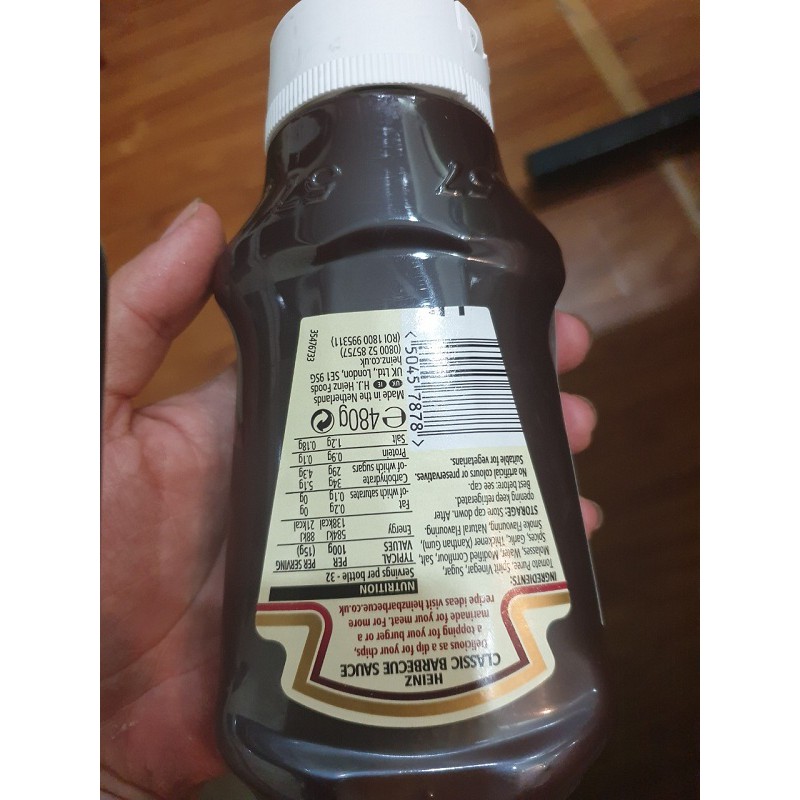 HEINZ
CLASSIC BARBECUE SAUCE
Delicious as a dip for your chips,
a topping for your burger or a
marinade for your meat. For more
recipe ideas visit heinzbarbecue.co.uk
INGREDIENTS:
Tomato Puree, Spirit Vinegar, Sugar,
Molasses, Water, Modified Cornflour, Salt,
Spices, Garlic, Thickener (Xanthan Gum),
Smoke Flavouring, Natural Flavouring.
STORAGE: Store cap down. After
opening keep refrigerated.
Best before: see cap.
No artificial colours or preservatives.
Suitable for vegetarians.
<50457878>
NUTRITION
Servings per bottle - 32
TYPICAL VALUES PER 100g PER SERVING (15g)
Energy 584kJ 88kJ
138kcal 21kcal
Fat 0.2g 0g
-of which saturates 0.1g 0g
Carbohydrate 34g 5.1g
-of which sugars 29g 4.3g
Protein 0.9g 0.1g
Salt 1.2g 0.18g
℮480g
Made in the Netherlands
UK IE H.J. Heinz Foods
UK Ltd., London, SE1 9SG
heinz.co.uk
(0800 52 85757)
(ROI 1800 995311)
35476733
57
57